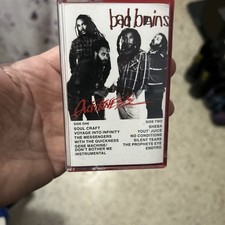 bad brains
Quickness
SIDE ONE
SOUL CRAFT
VOYAGE INTO INFINITY
THE MESSENGERS
WITH THE QUICKNESS
GENE MACHINE/
DON'T BOTHER ME
INSTRUMENTAL
SIDE TWO
SHEBA
YOUT' JUICE
NO CONDITIONS
SILENT TEARS
THE PROPHETS EYE
ENDTRO